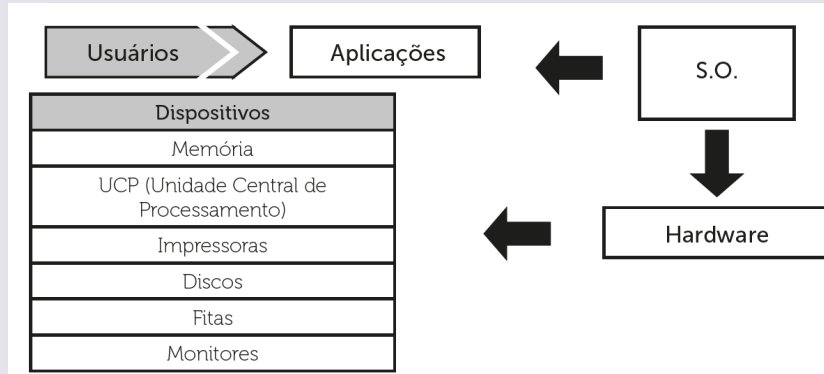 Usuários
Aplicações
S.O.
Dispositivos
Memória
UCP (Unidade Central de
Processamento)
Impressoras
Discos
Fitas
Monitores
Hardware